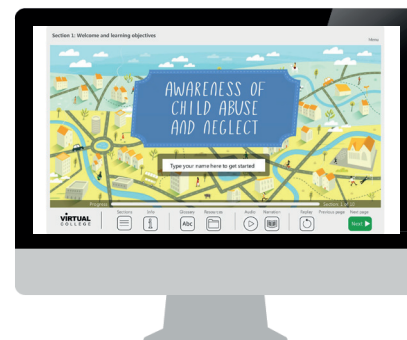 Section 1: Welcome and learning objectives
Menu
AWARENESS OF
CHILD ABUSE
AND NEGLECT
Type your name here to get started
Progress
Section 1 of 10
VIRTUAL
COLLEGE
Sections
Info
Glossary
Resources
Audio
Narration
Replay
Previous page
Next page
Abc
Next